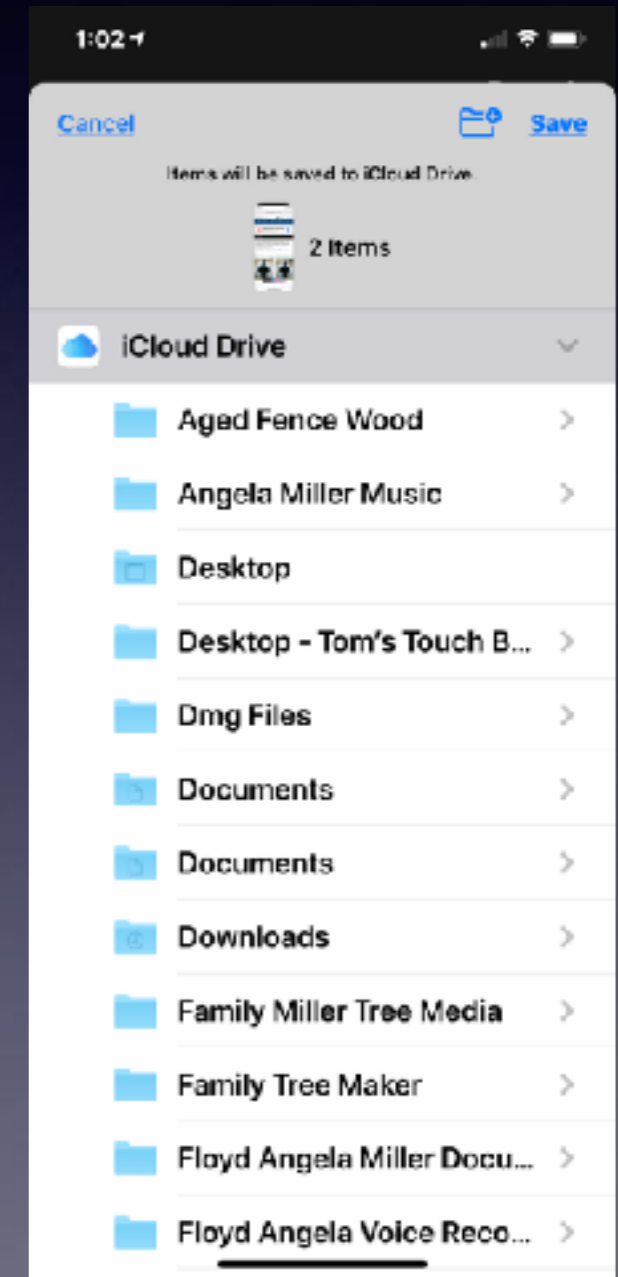 1:02
Cancel
Save
Items will be saved to iCloud Drive.
2 Items
iCloud Drive
Aged Fence Wood
Angela Miller Music
Desktop
Desktop - Tom's Touch B...
Dmg Files
Documents
Documents
Downloads
Family Miller Tree Media
Family Tree Maker
Floyd Angela Miller Docu...
Floyd Angela Voice Reco...